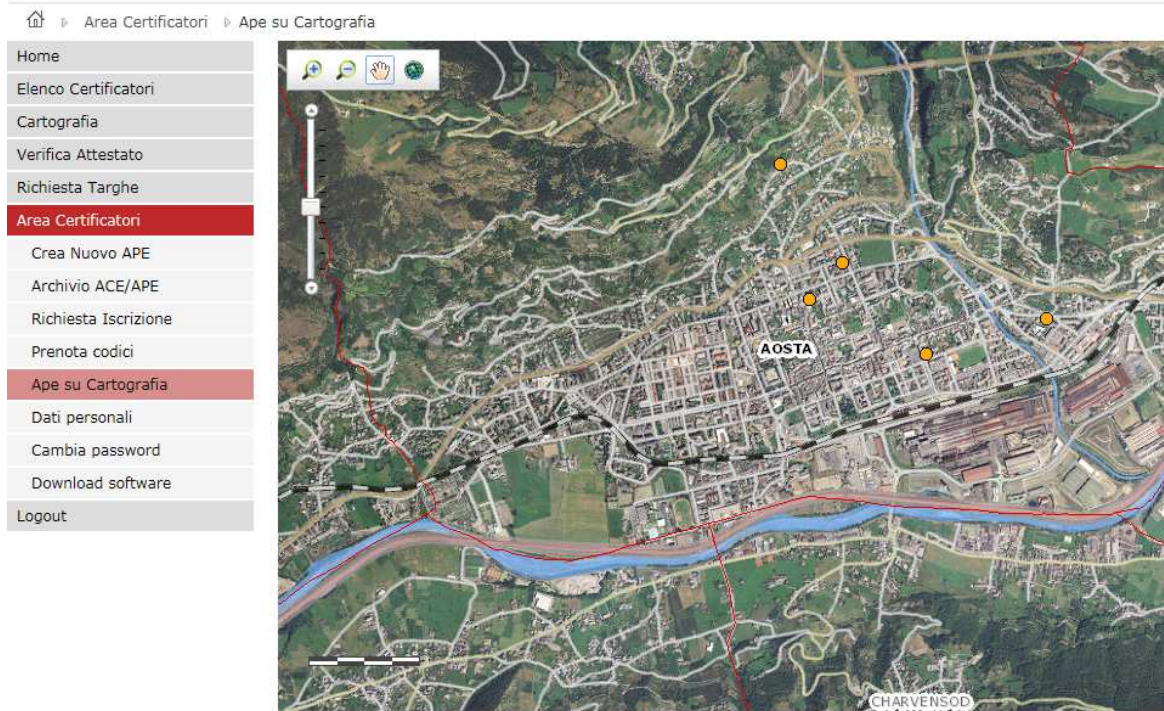 Area Certificatori Ape su Cartografia
Home
Elenco Certificatori
Cartografia
Verifica Attestato
Richiesta Targhe
Area Certificatori
Crea Nuovo APE
Archivio ACE/APE
Richiesta Iscrizione
Prenota codici
Ape su Cartografia
Dati personali
Cambia password
Download software
Logout
AOSTA
CHARVENSOD